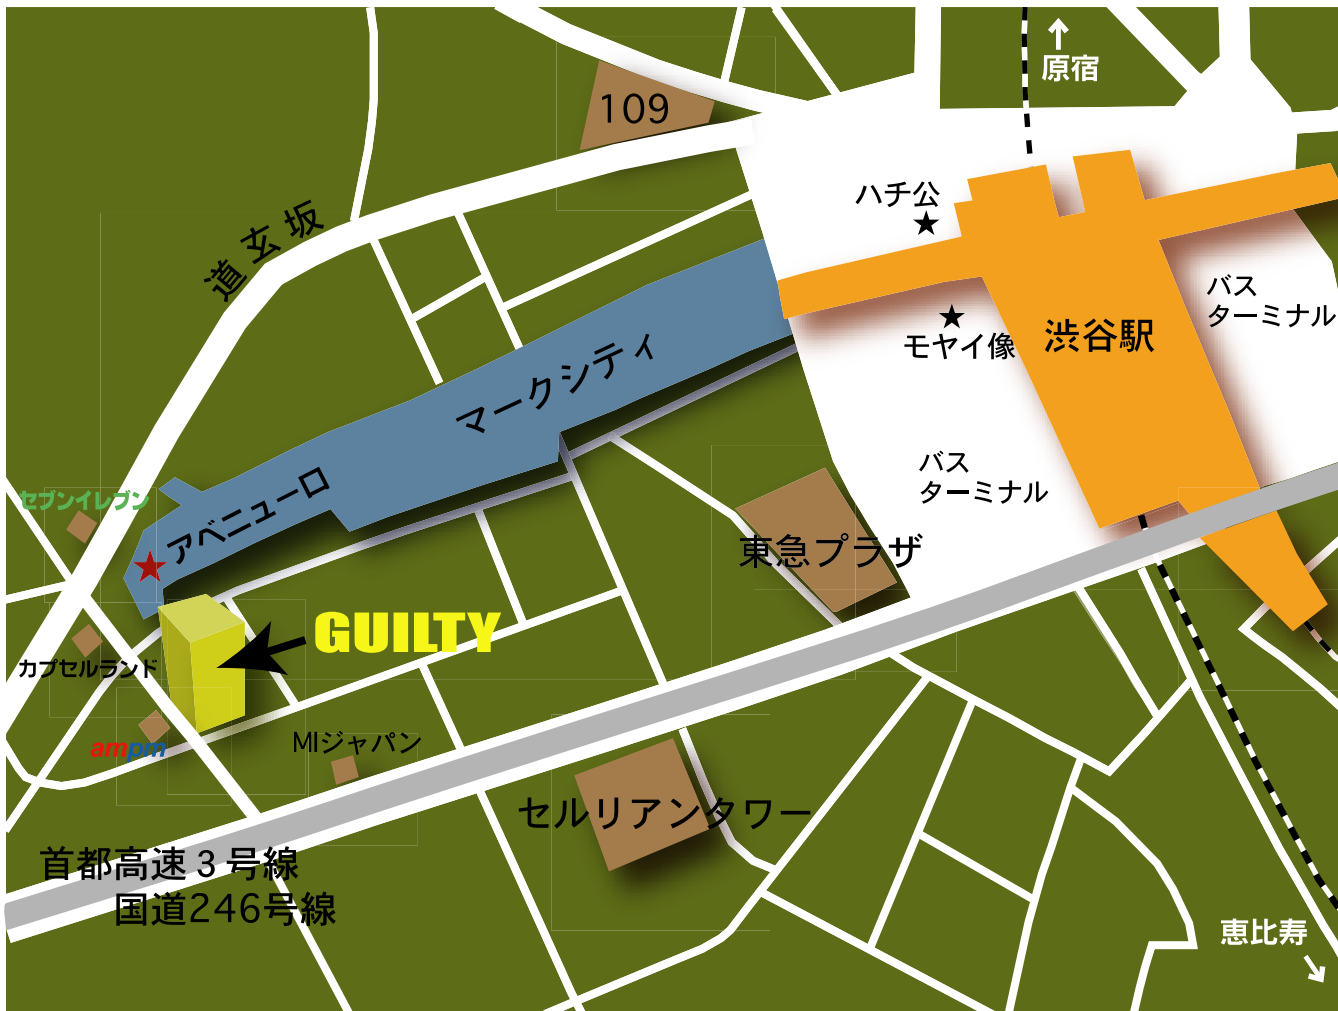 原宿
109
ハチ公
道玄坂
バス
ターミナル
モヤイ像
渋谷駅
マークシティ
バス
ターミナル
セブンイレブン
アベニュー口
東急プラザ
GUILTY
カプセルランド
ampm
MIジャパン
セルリアンタワー
首都高速3号線
国道246号線
恵比寿